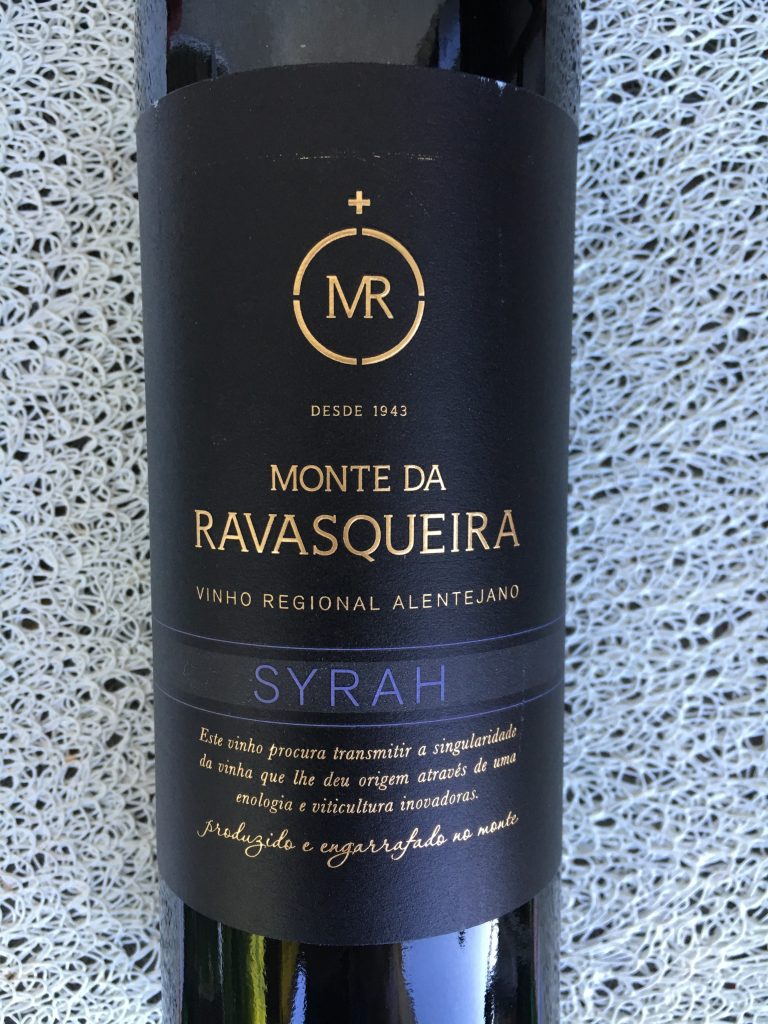 MR
DESDE 1943
MONTE DA
RAVASQUEIRA
VINHO REGIONAL ALENTEJANO
SYRAH
Este vinho procura transmitir a singularidade
da vinha que lhe deu origem através de uma
enologia e viticultura inovadoras.
produzido e engarrafado no monte